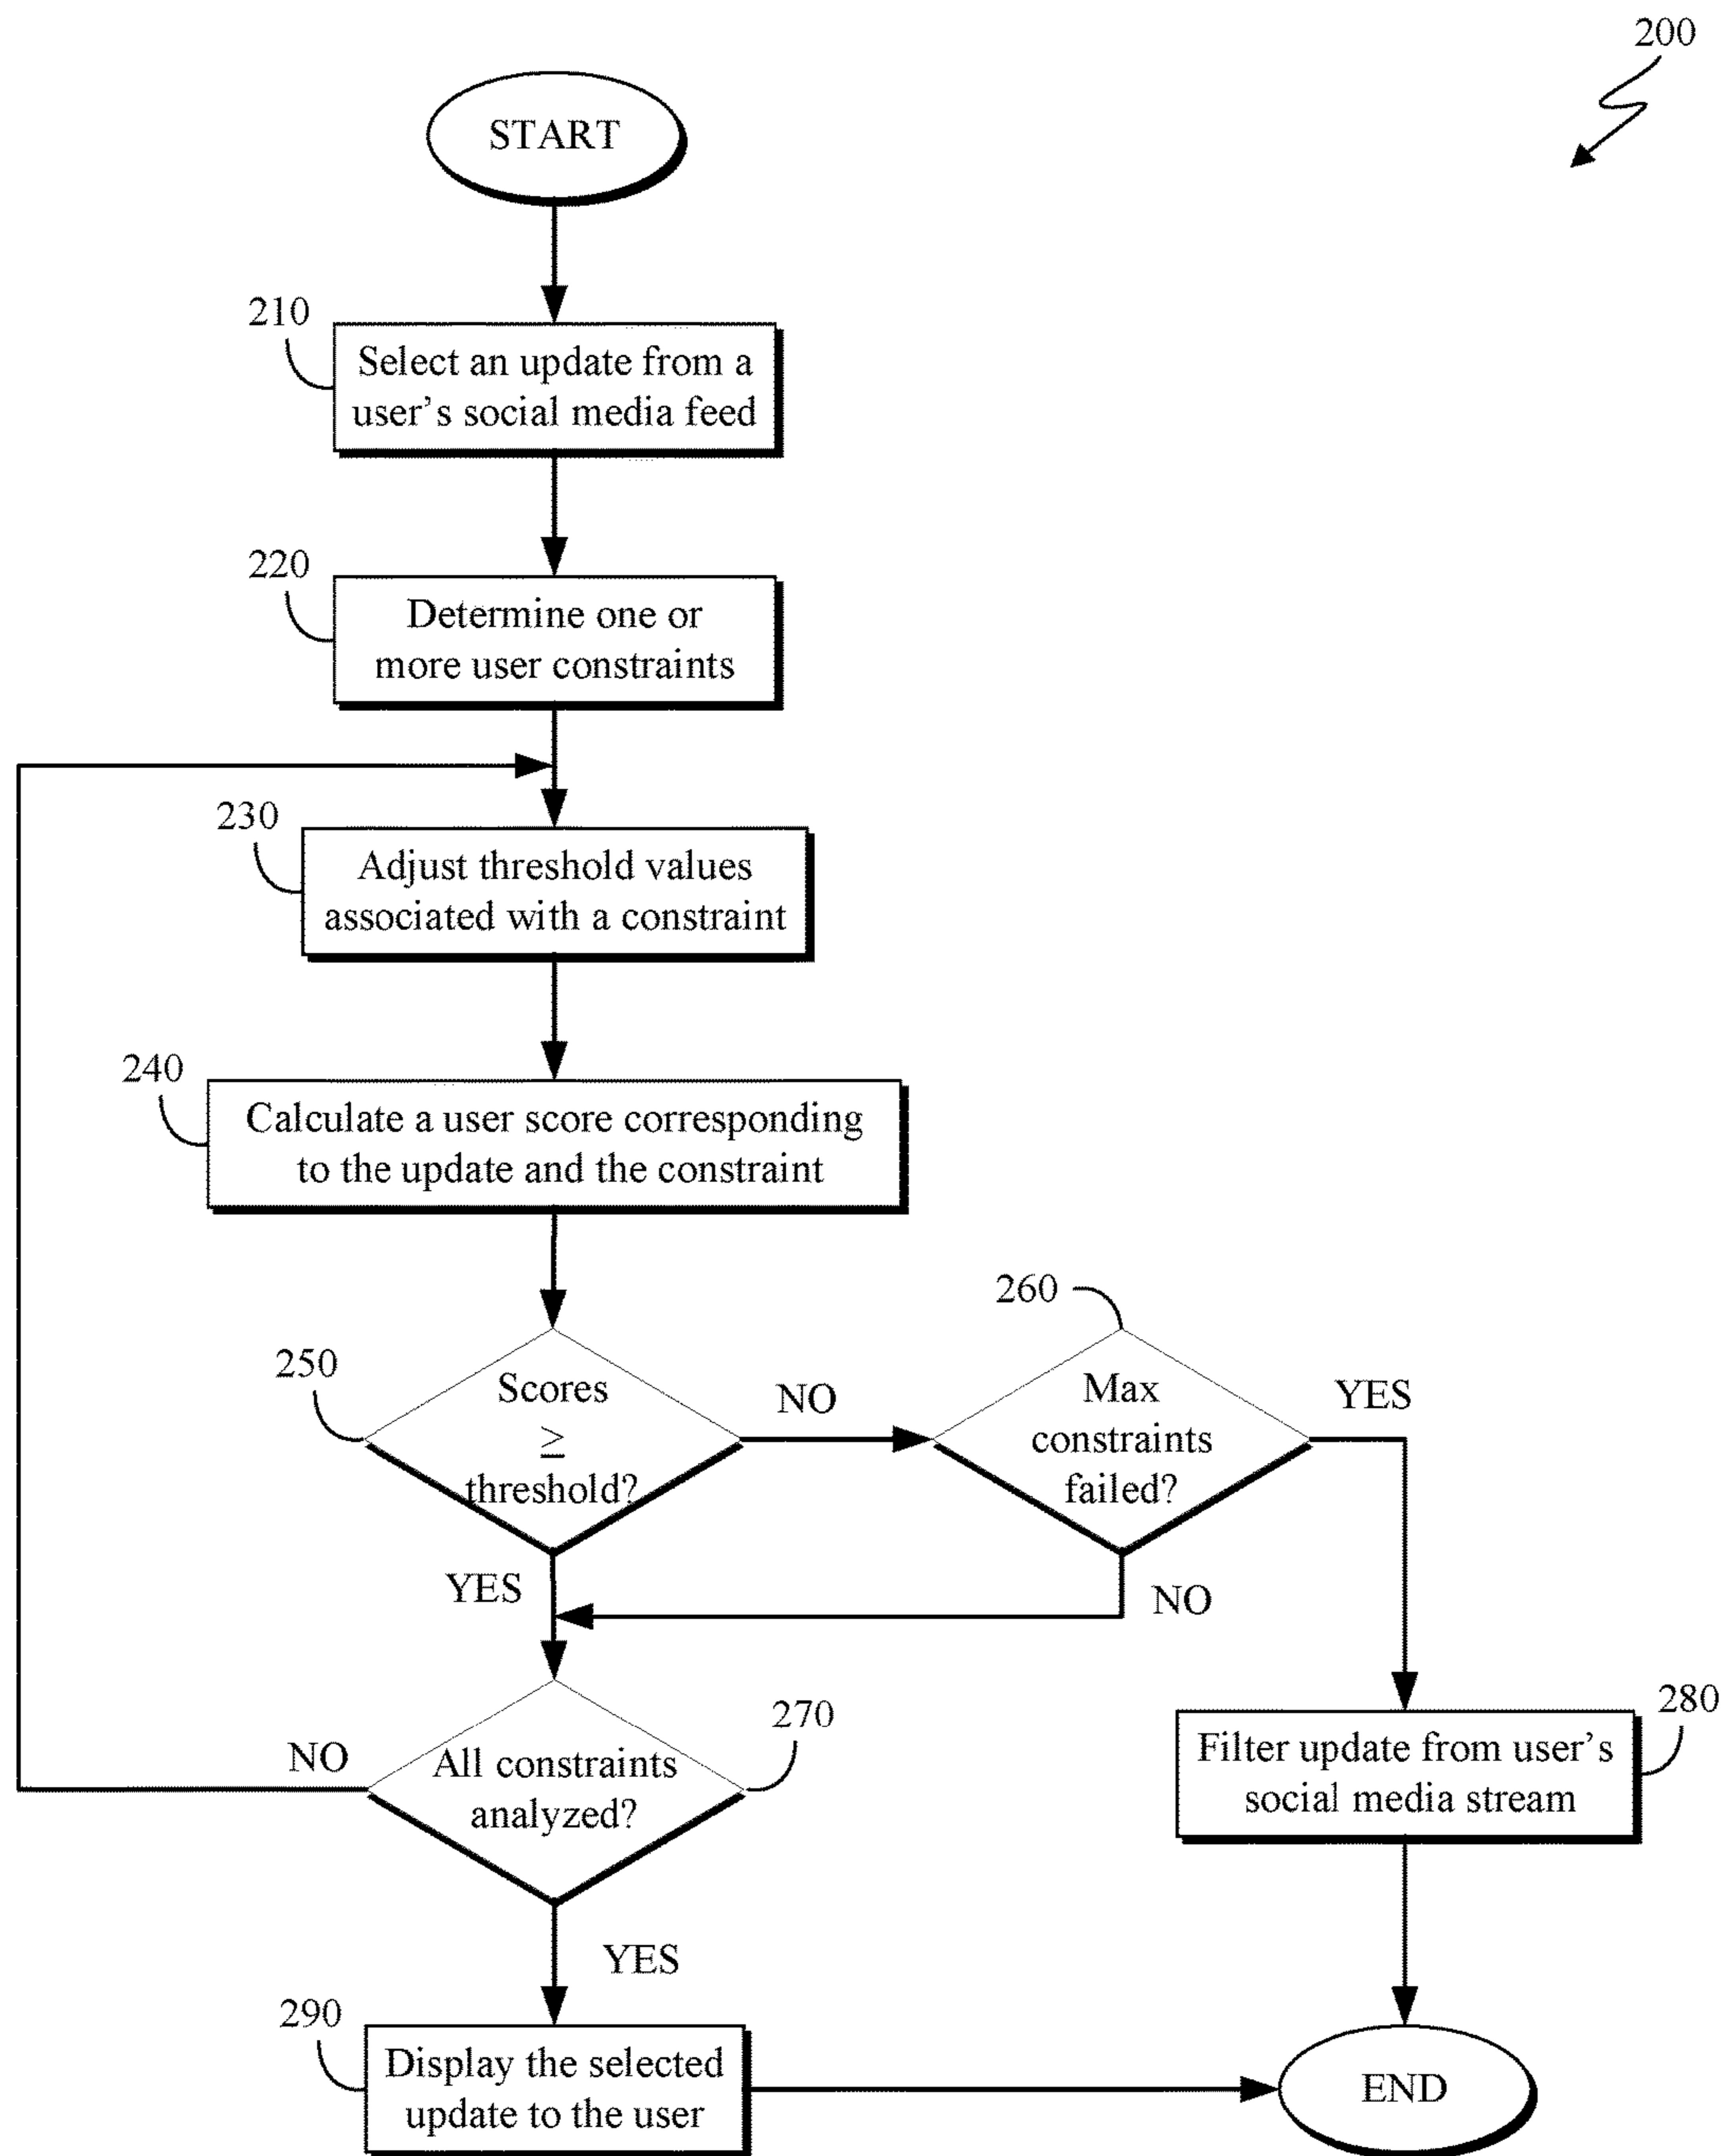 200
START
210
Select an update from a
user's social media feed
220
Determine one or
more user constraints
230
Adjust threshold values
associated with a constraint
240
Calculate a user score corresponding
to the update and the constraint
250
Scores
≥
threshold?
NO
YES
260
Max
constraints
failed?
YES
NO
270
All constraints
analyzed?
NO
YES
280
Filter update from user's
social media stream
290
Display the selected
update to the user
END